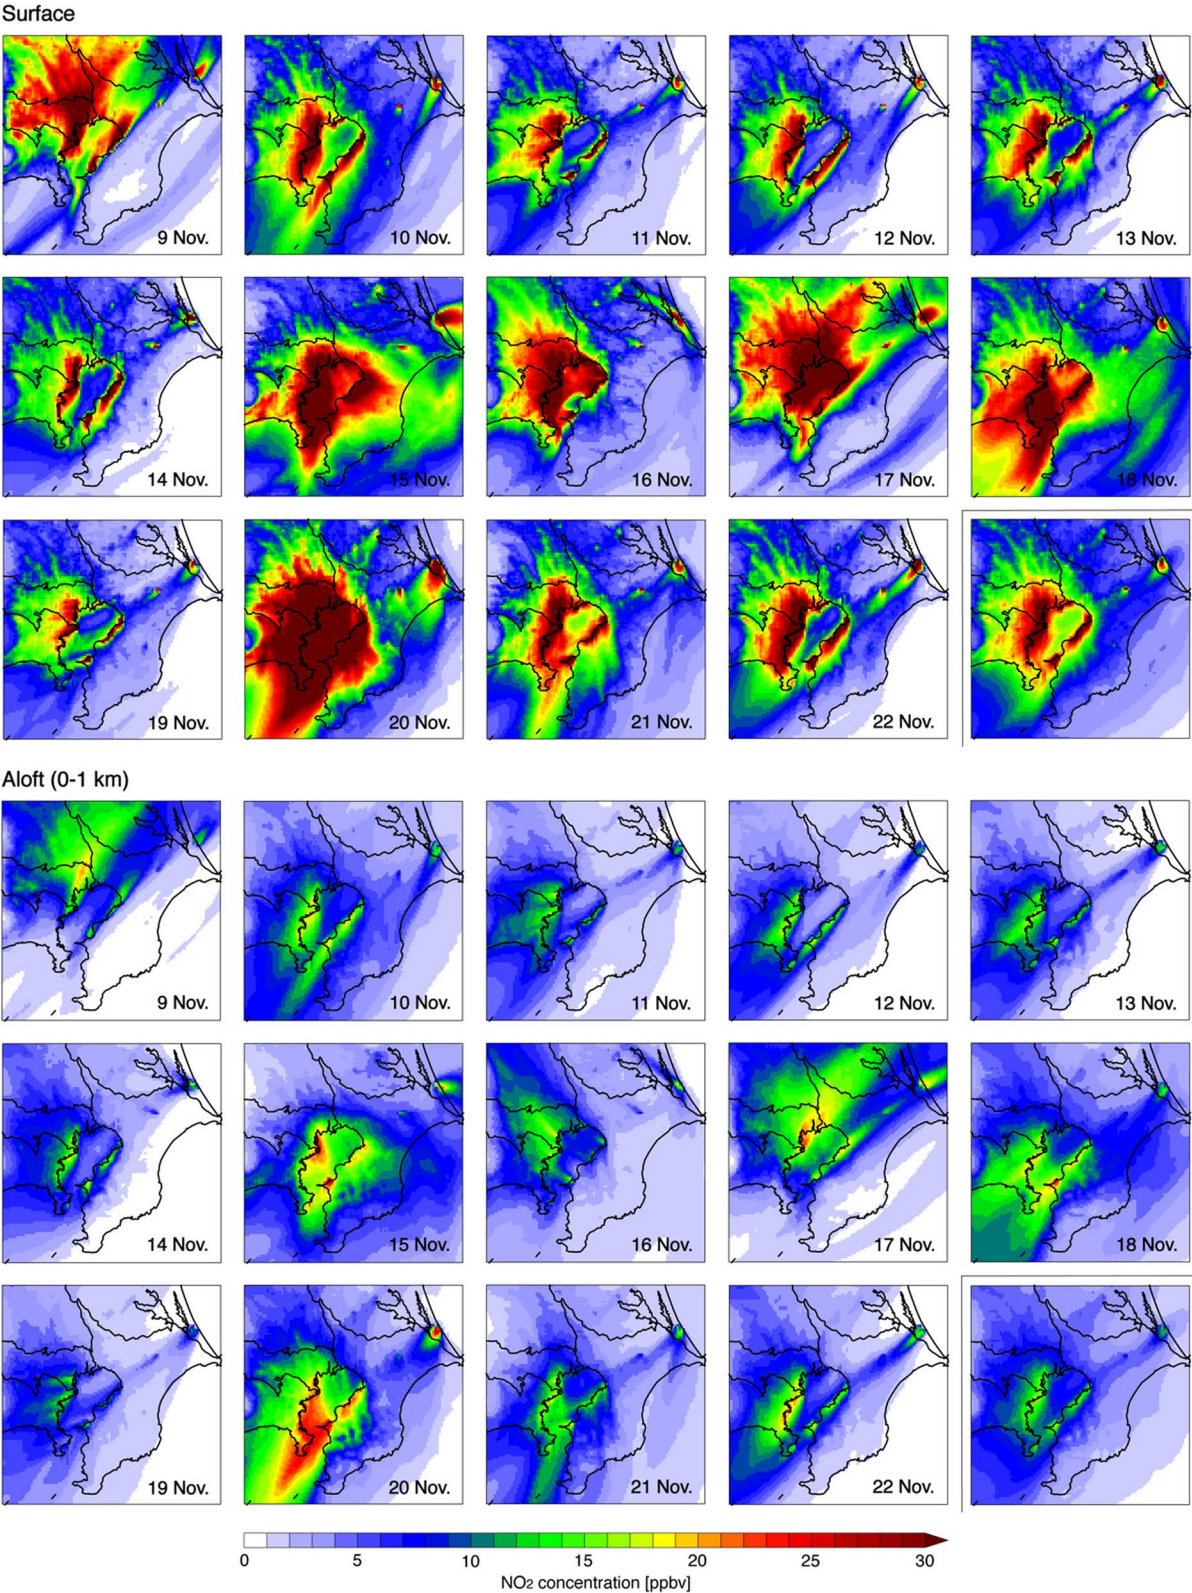 Surface
9 Nov.
10 Nov.
11 Nov.
12 Nov.
13 Nov.
14 Nov.
15 Nov.
16 Nov.
17 Nov.
18 Nov.
19 Nov.
20 Nov.
21 Nov.
22 Nov.
Aloft (0-1 km)
9 Nov.
10 Nov.
11 Nov.
12 Nov.
13 Nov.
14 Nov.
15 Nov.
16 Nov.
17 Nov.
18 Nov.
19 Nov.
20 Nov.
21 Nov.
22 Nov.
0 5 10 15 20 25 30
NO2 concentration [ppbv]